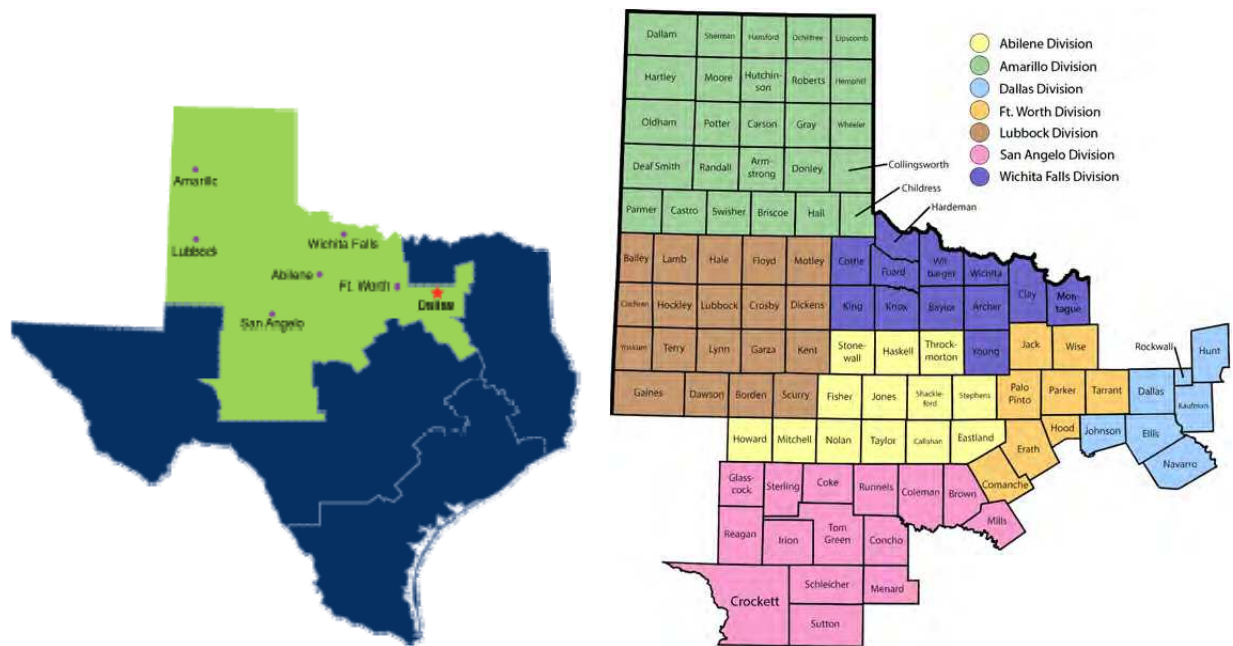 Amarillo
Lubbock
Wichita Falls
Abilene
Ft. Worth
Dallas
San Angelo
Abilene Division
Amarillo Division
Dallas Division
Ft. Worth Division
Lubbock Division
San Angelo Division
Wichita Falls Division
Dallam
Sherman
Hansford
Ochiltree
Lipscomb
Hartley
Moore
Hutchin-
son
Roberts
Hemphill
Oldham
Potter
Carson
Gray
Wheeler
Deaf Smith
Randall
Arm-
strong
Donley
Collingsworth
Childress
Hardeman
Parmer
Castro
Swisher
Briscoe
Hall
Bailey
Lamb
Hale
Floyd
Motley
Cottle
Foard
Wil
barger
Wichita
Clay
Mon-
tague
Cochran
Hockley
Lubbock
Crosby
Dickens
King
Knox
Baylor
Archer
Yoakum
Terry
Lynn
Garza
Kent
Stone-
wall
Haskell
Throck-
morton
Young
Jack
Wise
Rockwall
Hunt
Gaines
Dawson
Borden
Scurry
Fisher
Jones
Shackle-
ford
Stephens
Palo
Pinto
Parker
Tarrant
Dallas
Kaufman
Howard
Mitchell
Nolan
Taylor
Callahan
Eastland
Erath
Hood
Johnson
Ellis
Navarro
Comanche
Glass-
cock
Sterling
Coke
Runnels
Coleman
Brown
Mills
Reagan
Irion
Tom
Green
Concho
Crockett
Schleicher
Menard
Sutton